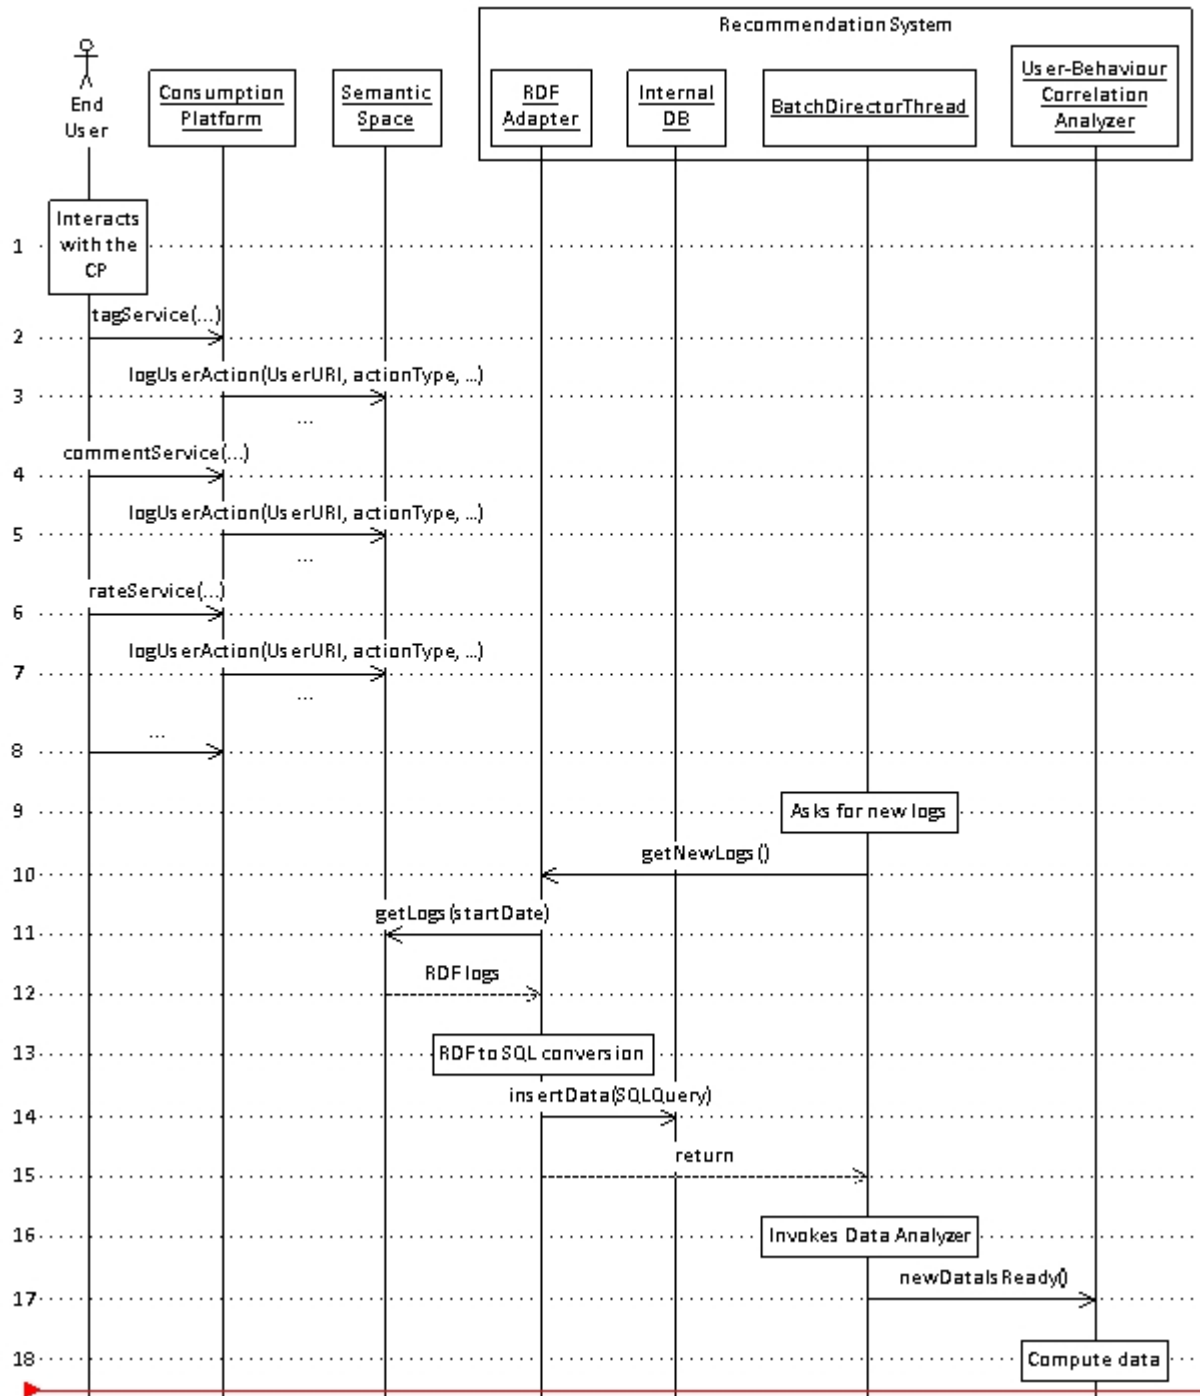 Recommendation System
End
User
Consumption
Platform
Semantic
Space
RDF
Adapter
Internal
DB
BatchDirectorThread
User-Behaviour
Correlation
Analyzer
Interacts
with the
CP
1
tagService(...)
2
logUserAction(UserURI, actionType, ...)
3
...
commentService(...)
4
logUserAction(UserURI, actionType, ...)
5
...
rateService(...)
6
logUserAction(UserURI, actionType, ...)
7
...
...
8
9
Asks for new logs
getNewLogs()
10
getLogs(startDate)
11
RDF logs
12
13
RDF to SQL conversion
insertData(SQLQuery)
14
return
15
16
Invokes Data Analyzer
newDataIsReady()
17
18
Compute data